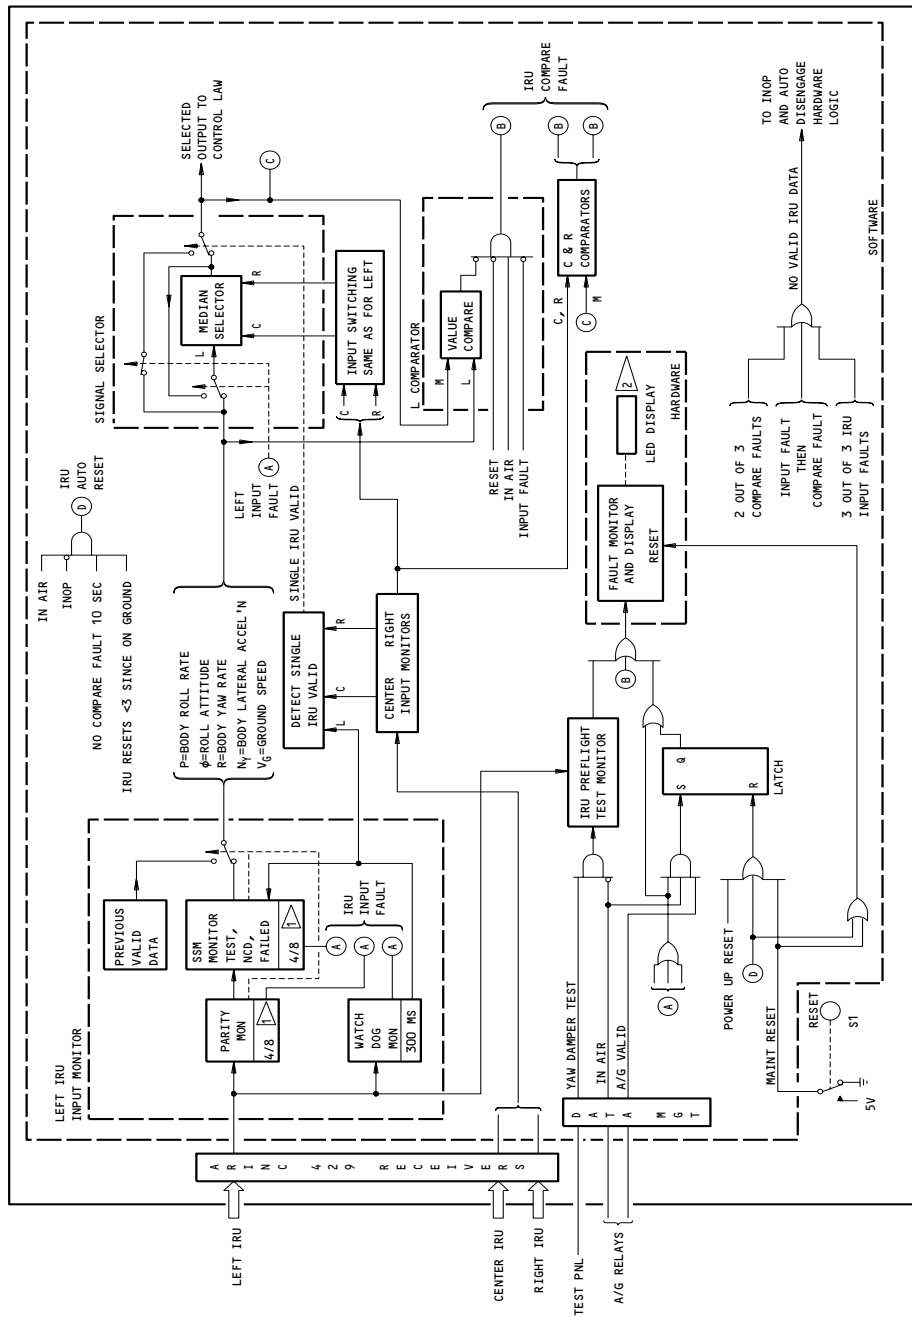 LEFT IRU
CENTER IRU
RIGHT IRU
TEST PNL
A/G RELAYS
ARINC 429 RECEIVERS
DATA MGT
LEFT IRU
INPUT MONITOR
PARITY
MON
4/8
1
WATCH
DOG
MON
300 MS
PREVIOUS
VALID
DATA
SSM
MONITOR
TEST,
NCD,
FAILED
4/8
1
A
A
A
IRU
INPUT
FAULT
P=BODY ROLL RATE
ϕ=ROLL ATTITUDE
R=BODY YAW RATE
NY=BODY LATERAL ACCEL'N
VG=GROUND SPEED
IN AIR
INOP
NO COMPARE FAULT 10 SEC
IRU RESETS <3 SINCE ON GROUND
D
IRU
AUTO
RESET
DETECT SINGLE
IRU VALID
L
C
R
SINGLE IRU VALID
CENTER RIGHT
INPUT MONITORS
LEFT
INPUT
FAULT
A
SIGNAL SELECTOR
MEDIAN
SELECTOR
L
C
R
INPUT SWITCHING
SAME AS FOR LEFT
C
R
SELECTED
OUTPUT TO
CONTROL LAW
C
L COMPARATOR
VALUE
COMPARE
M
L
RESET
IN AIR
INPUT FAULT
B
C & R
COMPARATORS
C, R
C
M
B
B
IRU
COMPARE
FAULT
YAW DAMPER TEST
IN AIR
A/G VALID
A
IRU PREFLIGHT
TEST MONITOR
B
FAULT MONITOR
AND DISPLAY
RESET
LED DISPLAY
2
HARDWARE
S
Q
R
LATCH
POWER UP RESET
D
MAINT RESET
RESET
S1
5V
2 OUT OF 3
COMPARE FAULTS
INPUT FAULT
THEN
COMPARE FAULT
3 OUT OF 3 IRU
INPUT FAULTS
NO VALID IRU DATA
TO INOP
AND AUTO
DISENGAGE
HARDWARE
LOGIC
SOFTWARE